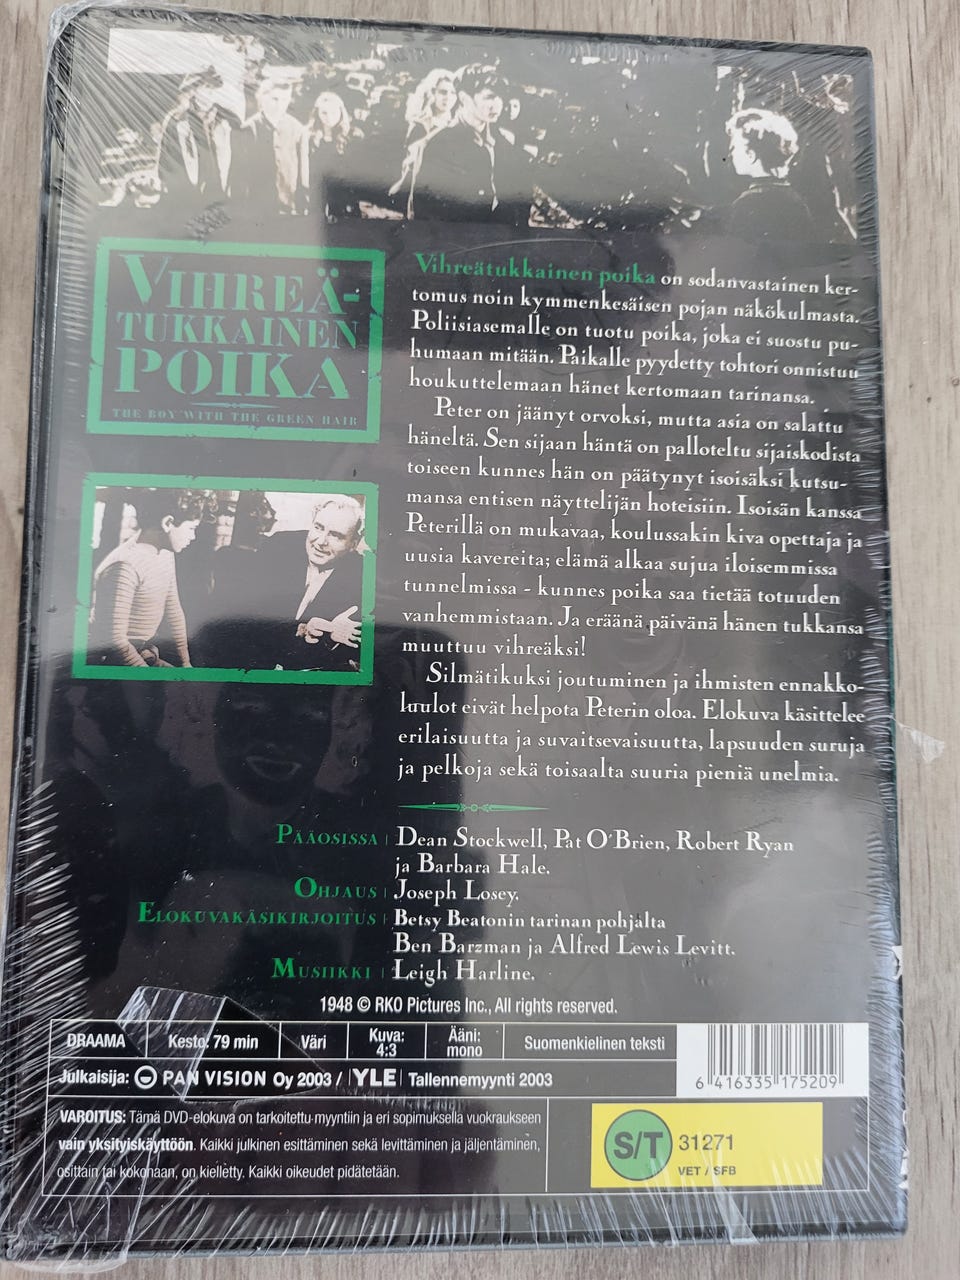 VIHREÄ-
TUKKAINEN
POIKA
THE BOY WITH THE GREEN HAIR
Vihreätukkainen poika on sodanvastainen ker-
tomus noin kymmenkesäisen pojan näkökulmasta.
Poliisiasemalle on tuotu poika, joka ei suostu pu-
humaan mitään. Paikalle pyydetty tohtori onnistuu
houkuttelemaan hänet kertomaan tarinansa.
Peter on jäänyt orvoksi, mutta asia on salattu
häneltä. Sen sijaan häntä on palloteltu sijaiskodista
toiseen kunnes hän on päätynyt isoisäksi kutsu-
mansa entisen näyttelijän hoteisiin. Isoisän kanssa
Peterillä on mukavaa, koulussakin kiva opettaja ja
uusia kavereita; elämä alkaa sujua iloisemmissa
tunnelmissa - kunnes poika saa tietää totuuden
vanhemmistaan. Ja eräänä päivänä hänen tukkansa
muuttuu vihreäksi!
Silmätikuksi joutuminen ja ihmisten ennakko-
luulot eivät helpota Peterin oloa. Elokuva käsittelee
erilaisuutta ja suvaitsevaisuutta, lapsuuden suruja
ja pelkoja sekä toisaalta suuria pieniä unelmia.
PÄÄOSISSA | Dean Stockwell, Pat O'Brien, Robert Ryan
ja Barbara Hale.
OHJAUS | Joseph Losey.
ELOKUVAKÄSIKIRJOITUS | Betsy Beatonin tarinan pohjalta
Ben Barzman ja Alfred Lewis Levitt.
MUSIIKKI | Leigh Harline.
1948 © RKO Pictures Inc., All rights reserved.
DRAAMA Kesto: 79 min Väri Kuva: 4:3 Ääni: mono Suomenkielinen teksti
Julkaisija: PAN VISION Oy 2003 / YLE Tallennemyynti 2003
6 416335 175209
VAROITUS: Tämä DVD-elokuva on tarkoitettu myyntiin ja eri sopimuksella vuokraukseen
vain yksityiskäyttöön. Kaikki julkinen esittäminen sekä levittäminen ja jäljentäminen,
osittain tai kokonaan, on kielletty. Kaikki oikeudet pidätetään.
S/T 31271
VET / SFB